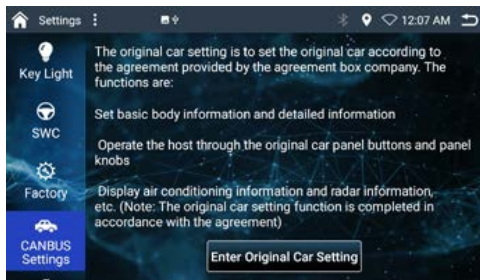 Settings
12:07 AM
Key Light
SWC
Factory
CANBUS
Settings
The original car setting is to set the original car according to
the agreement provided by the agreement box company. The
functions are:
Set basic body information and detailed information
Operate the host through the original car panel buttons and panel
knobs
Display air conditioning information and radar information,
etc. (Note: The original car setting function is completed in
accordance with the agreement)
Enter Original Car Setting